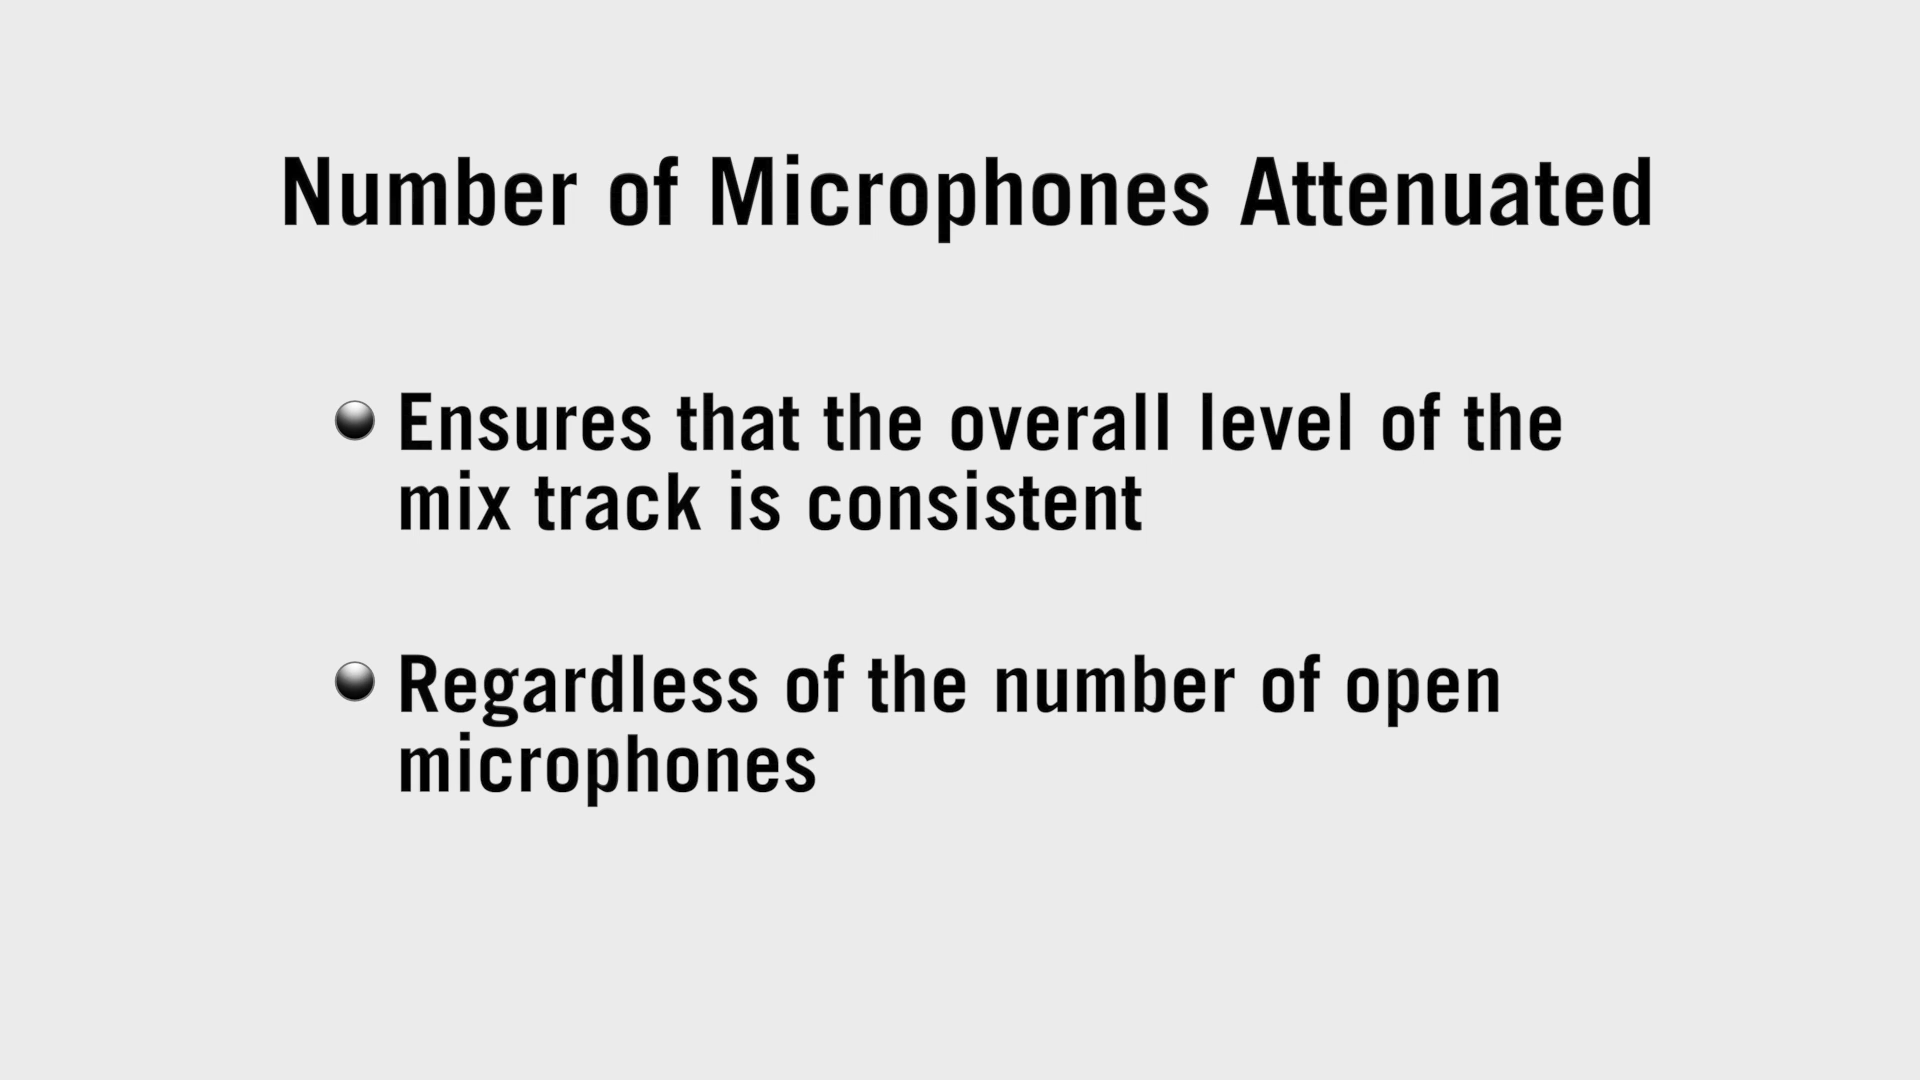 Number of Microphones Attenuated
Ensures that the overall level of the
mix track is consistent
Regardless of the number of open
microphones